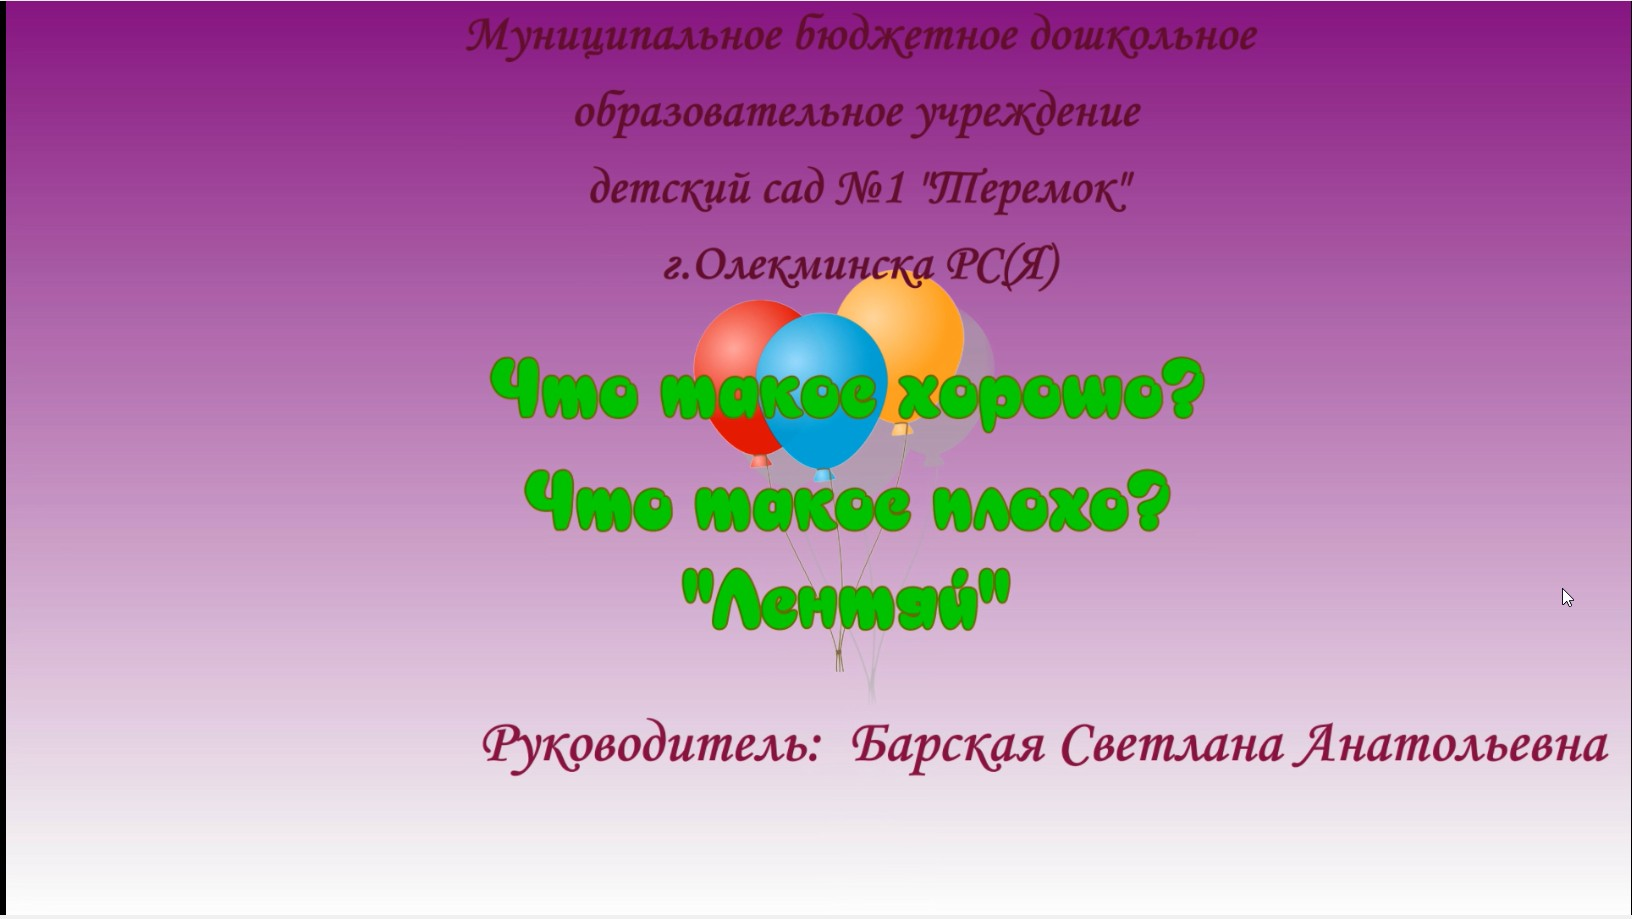 Муниципальное бюджетное дошкольное
образовательное учреждение
детский сад №1 "Теремок"
г.Олекминска РС(Я)
Что такое хорошо?
Что такое плохо?
"Лентяй"
Руководитель: Барская Светлана Анатольевна